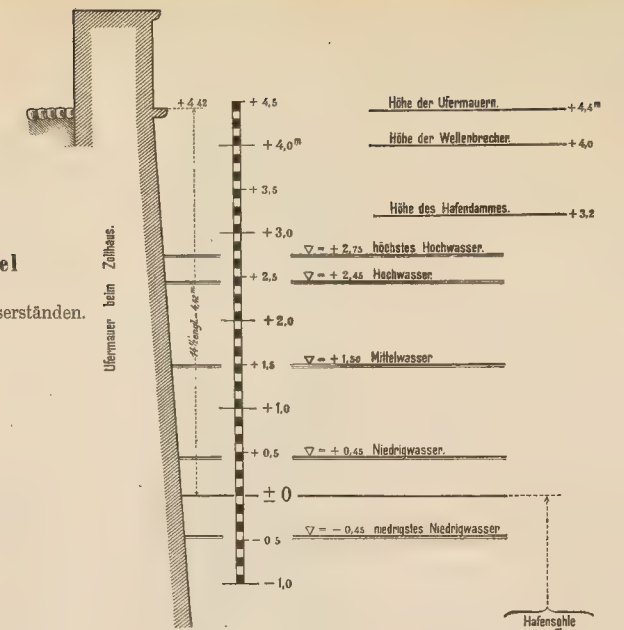 el
serständen.
Ufermauer beim Zollhaus.
+4,42
+4,5
+4,0 m
+3,5
+3,0
+2,5
+2,0
+1,5
+1,0
+0,5
±0
−0,5
−1,0
Höhe der Ufermauern. +4,4 m
Höhe der Wellenbrecher. +4,0
Höhe des Hafendammes. +3,2
▽ = + 2,75 höchstes Hochwasser.
▽ = + 2,45 Hochwasser
▽ = + 1,50 Mittelwasser
▽ = + 0,45 Niedrigwasser.
▽ = − 0,45 niedrigstes Niedrigwasser
Hafensohle